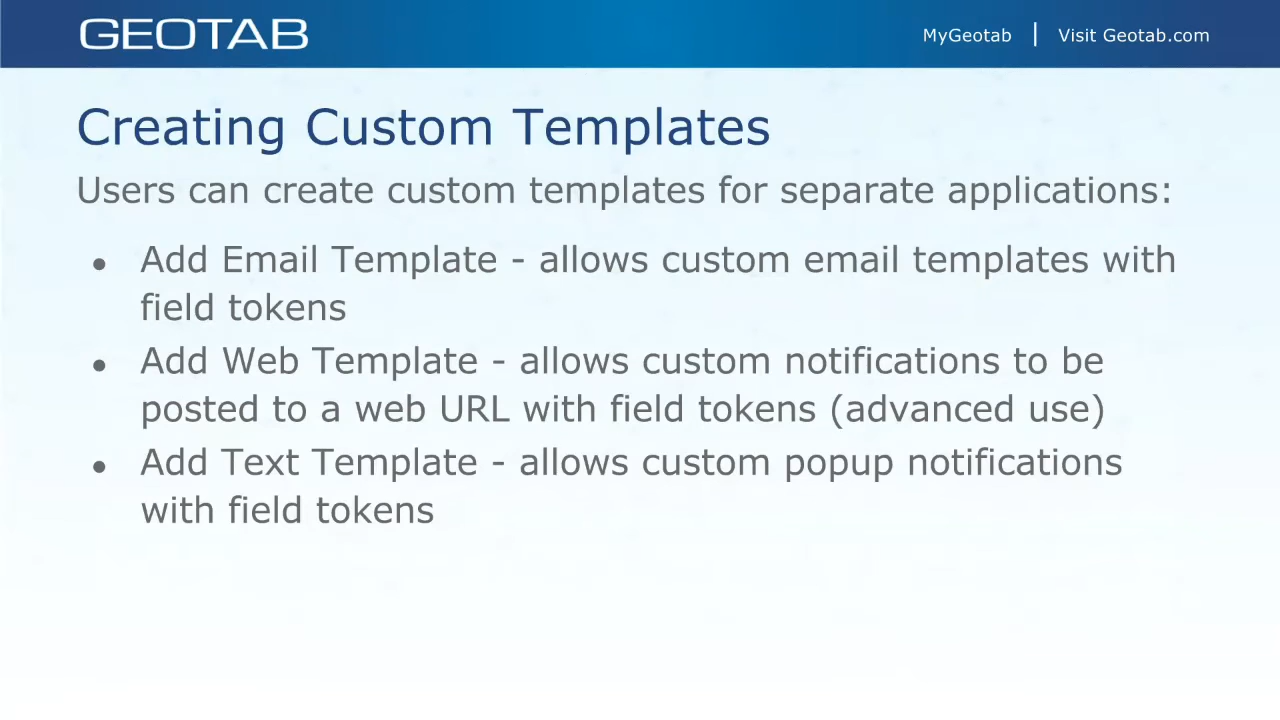 GEOTAB
MyGeotab | Visit Geotab.com
Creating Custom Templates
Users can create custom templates for separate applications:
● Add Email Template - allows custom email templates with
field tokens
● Add Web Template - allows custom notifications to be
posted to a web URL with field tokens (advanced use)
● Add Text Template - allows custom popup notifications
with field tokens